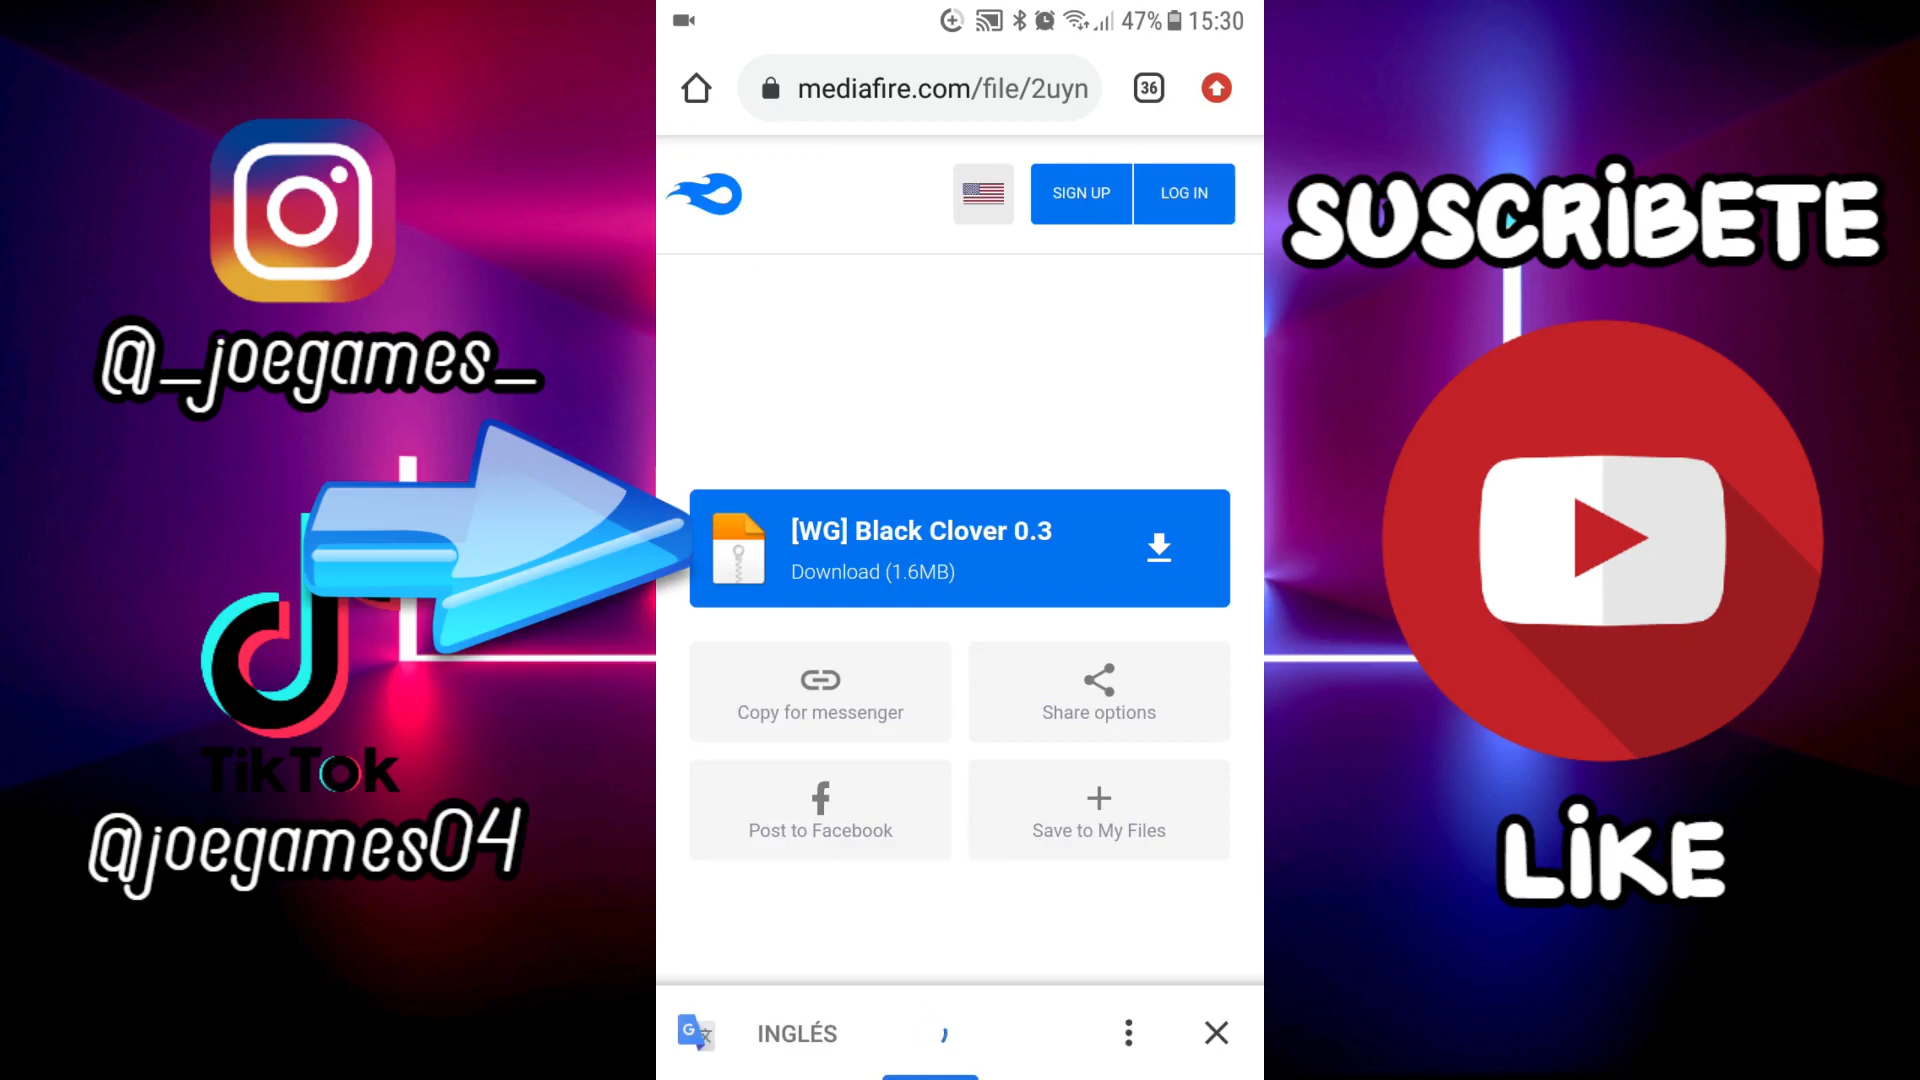 47% 15:30
mediafire.com/file/2uyn
36
SIGN UP
LOG IN
@_joegames_
SUSCRIBETE
[WG] Black Clover 0.3
Download (1.6MB)
Copy for messenger
Share options
TikTok
@joegames04
Post to Facebook
Save to My Files
LIKE
G
INGLÉS